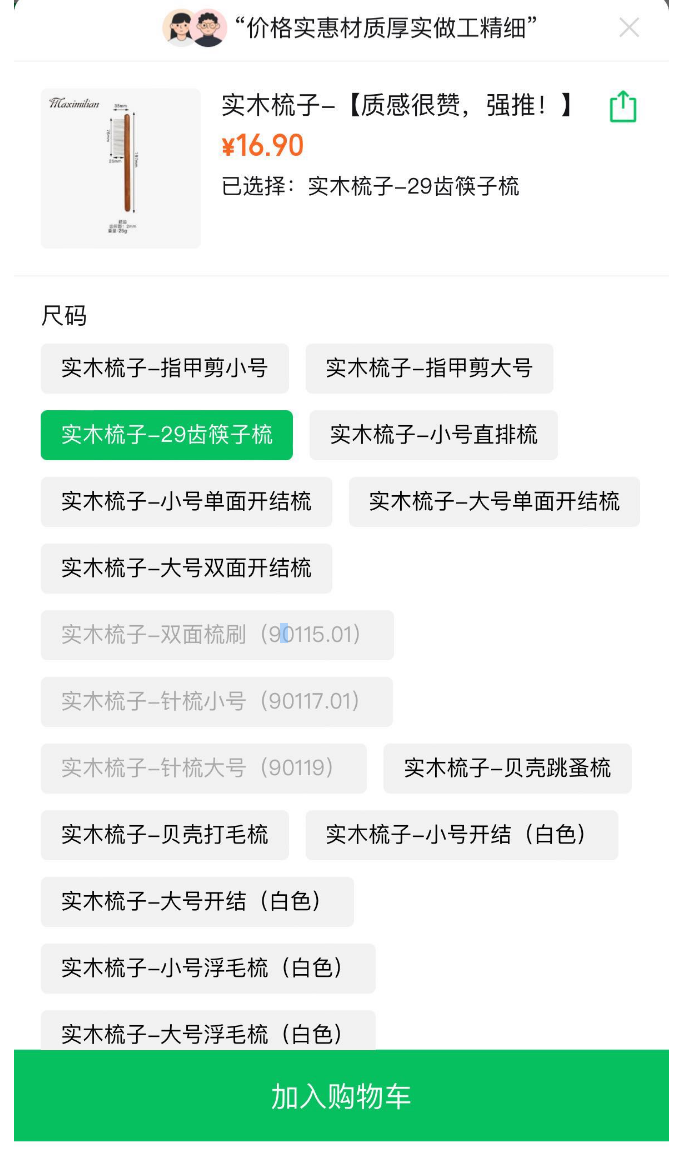 “价格实惠材质厚实做工精细”
Maximilian
实木梳子-【质感很赞，强推！】
¥16.90
已选择：实木梳子-29齿筷子梳
尺码
实木梳子-指甲剪小号
实木梳子-指甲剪大号
实木梳子-29齿筷子梳
实木梳子-小号直排梳
实木梳子-小号单面开结梳
实木梳子-大号单面开结梳
实木梳子-大号双面开结梳
实木梳子-双面梳刷（90115.01）
实木梳子-针梳小号（90117.01）
实木梳子-针梳大号（90119）
实木梳子-贝壳跳蚤梳
实木梳子-贝壳打毛梳
实木梳子-小号开结（白色）
实木梳子-大号开结（白色）
实木梳子-小号浮毛梳（白色）
实木梳子-大号浮毛梳（白色）
加入购物车